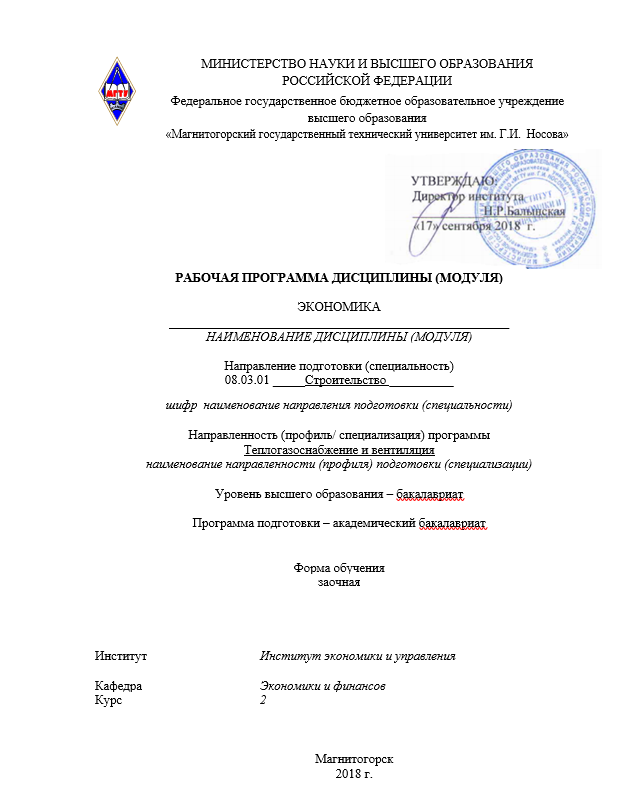 МИНИСТЕРСТВО НАУКИ И ВЫСШЕГО ОБРАЗОВАНИЯ
РОССИЙСКОЙ ФЕДЕРАЦИИ
Федеральное государственное бюджетное образовательное учреждение
высшего образования
«Магнитогорский государственный технический университет им. Г.И. Носова»
МГТУ
УТВЕРЖДАЮ:
Директор института
Н.Р.Балынская
«17» сентября 2018 г.
РАБОЧАЯ ПРОГРАММА ДИСЦИПЛИНЫ (МОДУЛЯ)
ЭКОНОМИКА
НАИМЕНОВАНИЕ ДИСЦИПЛИНЫ (МОДУЛЯ)
Направление подготовки (специальность)
08.03.01 _____Строительство __________
шифр наименование направления подготовки (специальности)
Направленность (профиль/ специализация) программы
Теплогазоснабжение и вентиляция
наименование направленности (профиля) подготовки (специализации)
Уровень высшего образования – бакалавриат
Программа подготовки – академический бакалавриат
Форма обучения
заочная
Институт Институт экономики и управления
Кафедра Экономики и финансов
Курс 2
Магнитогорск
2018 г.